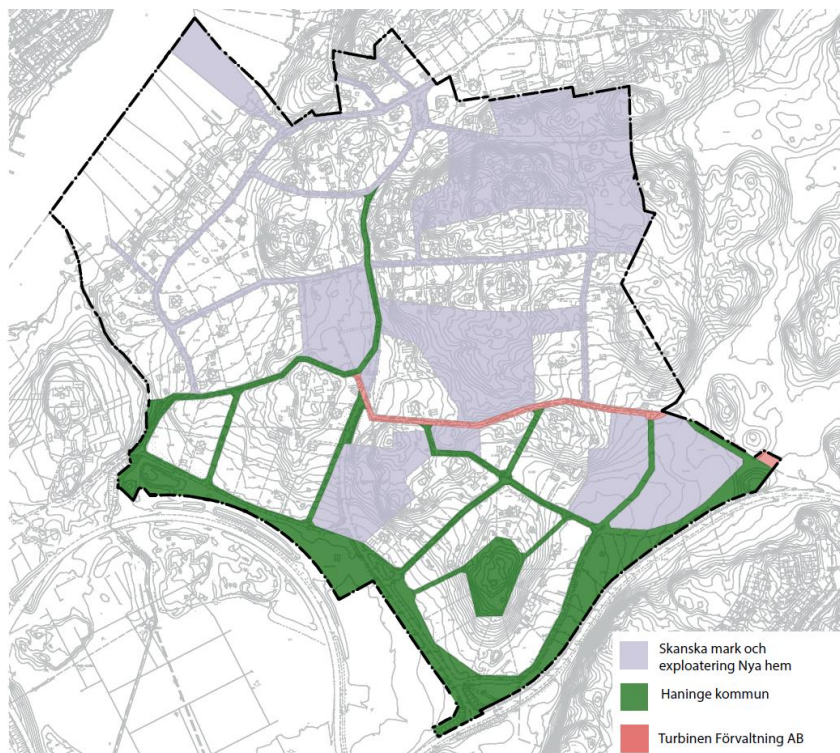 Skanska mark och
exploatering Nya hem
Haninge kommun
Turbinen Förvaltning AB